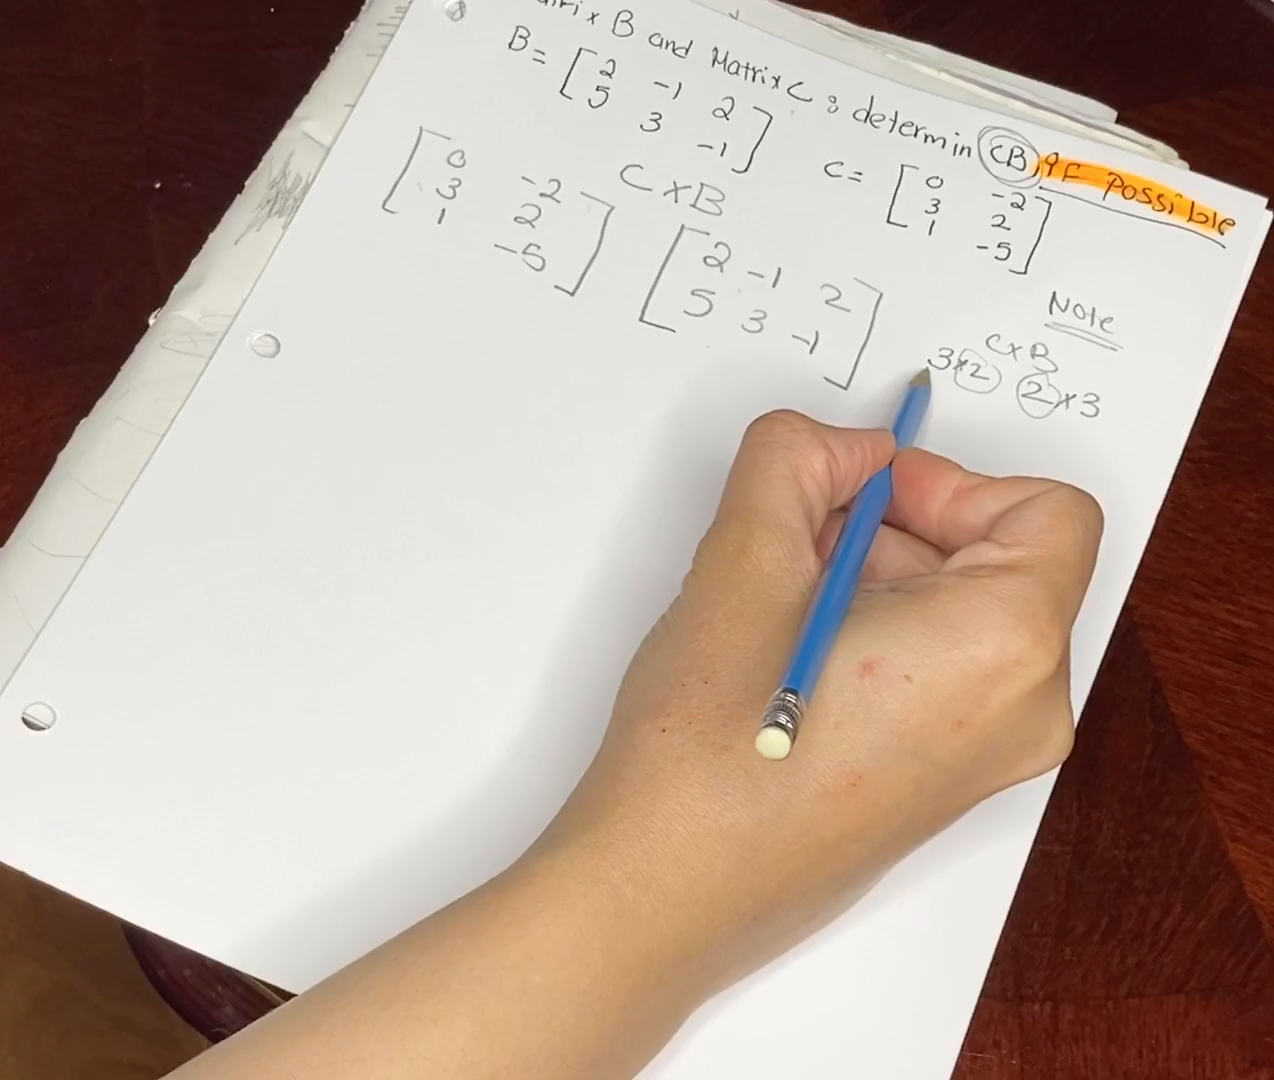 B and Matrix C : determin CB, if possible
B = [ 2 -1 2
5 3 -1 ]
C = [ 0 -2
3 2
1 -5 ]
C x B
[ 0 -2
3 2
1 -5 ]
[ 2 -1 2
5 3 -1 ]
Note
C x B
3x2 2x3